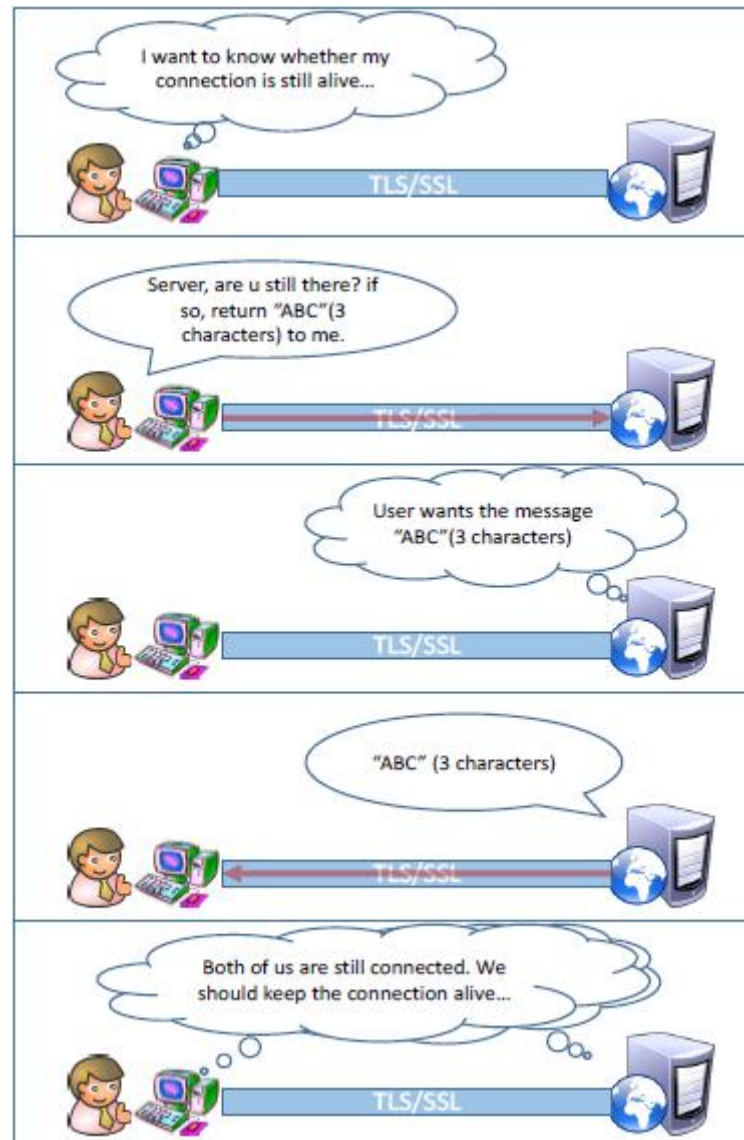 I want to know whether my
connection is still alive...
TLS/SSL
Server, are u still there? if
so, return “ABC”(3
characters) to me.
TLS/SSL
User wants the message
“ABC”(3 characters)
TLS/SSL
“ABC” (3 characters)
TLS/SSL
Both of us are still connected. We
should keep the connection alive...
TLS/SSL